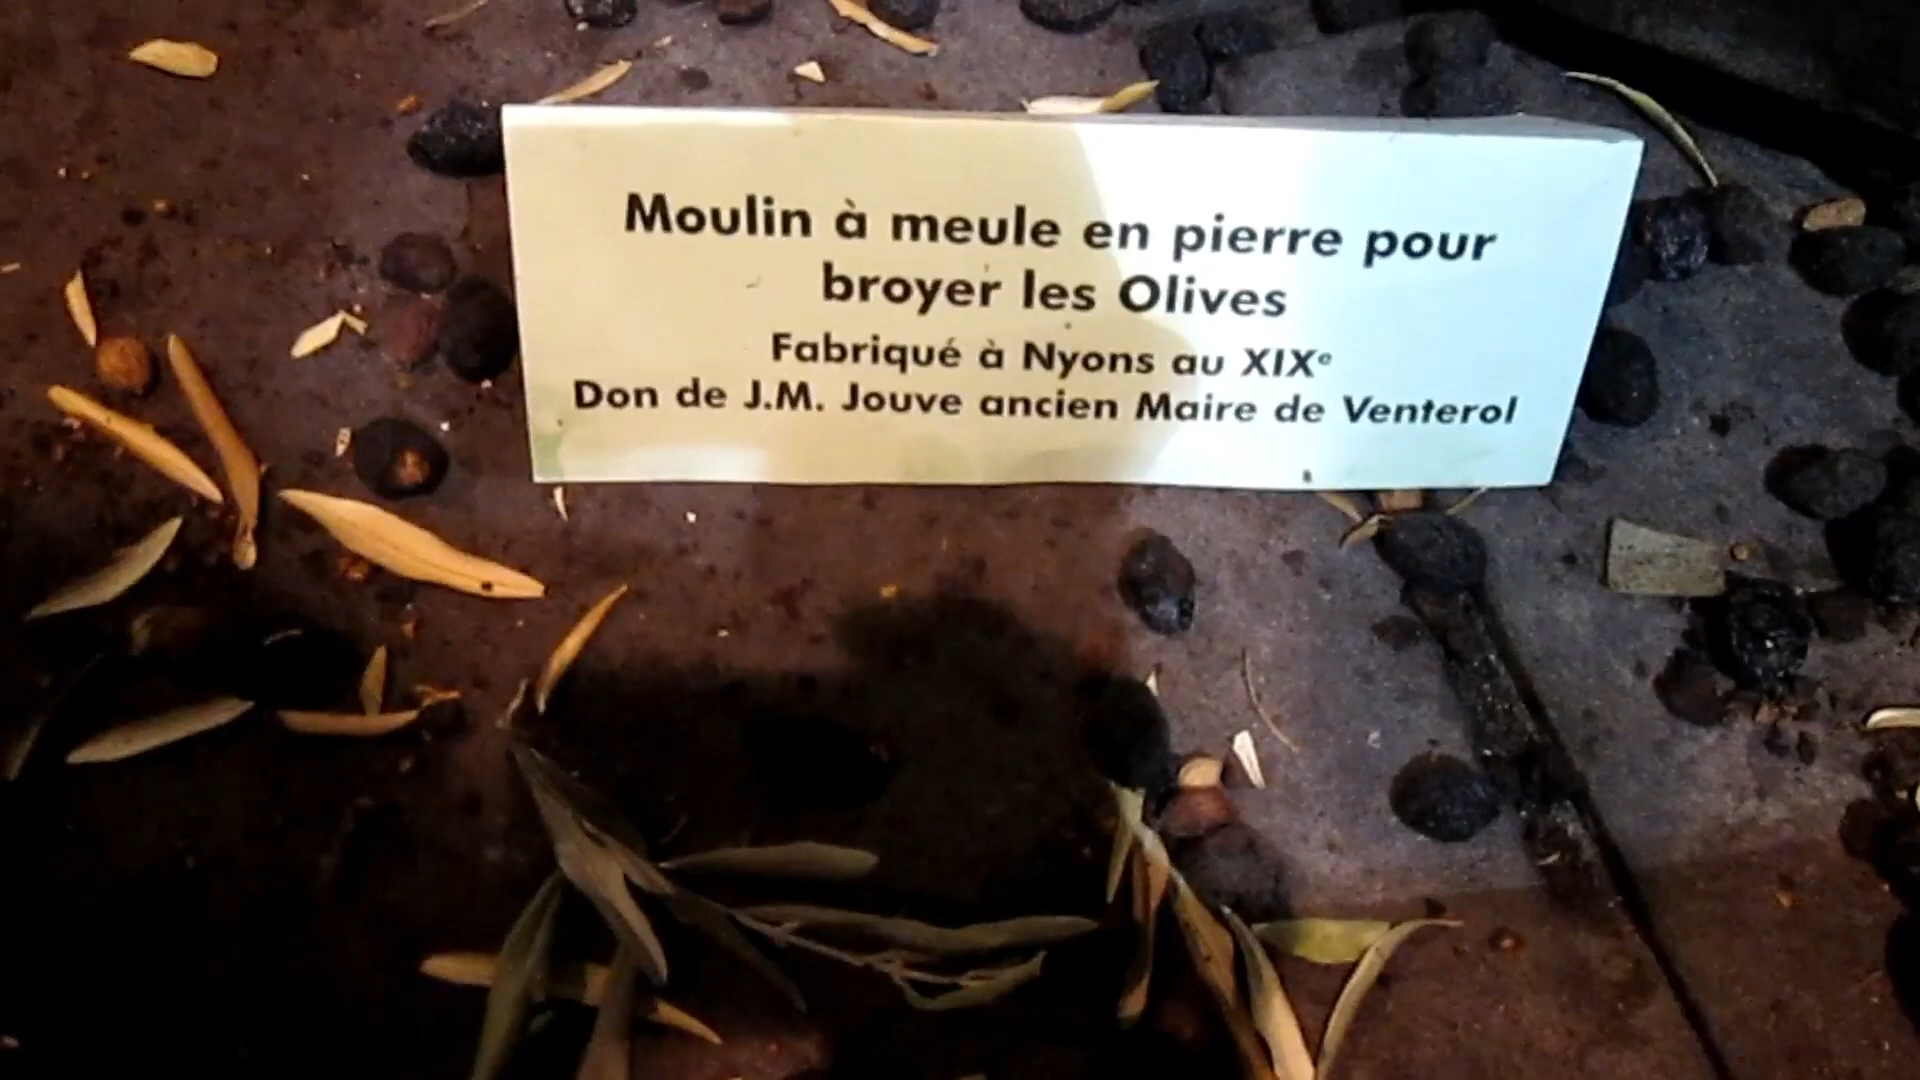 Moulin à meule en pierre pour
broyer les Olives
Fabriqué à Nyons au XIXᵉ
Don de J.M. Jouve ancien Maire de Venterol